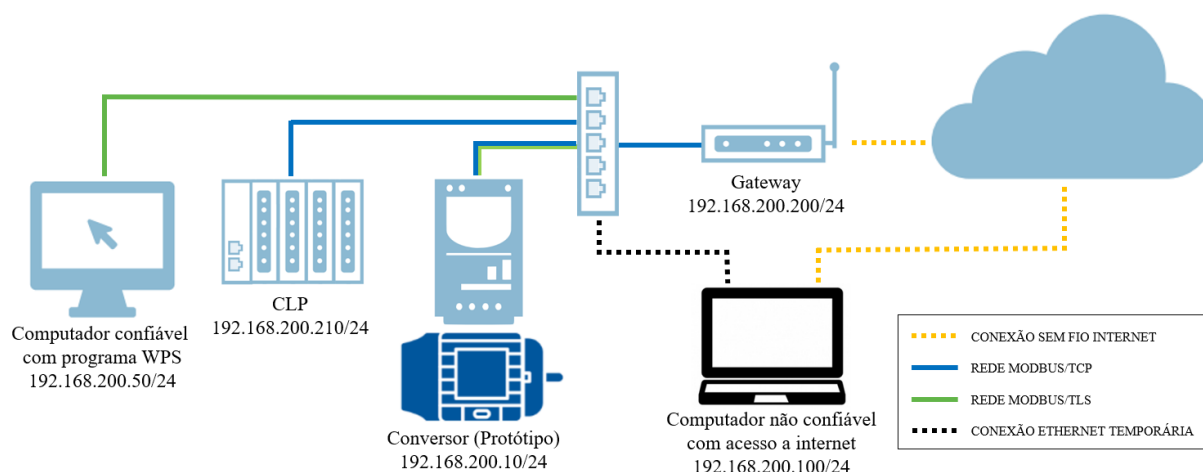 Computador confiável
com programa WPS
192.168.200.50/24
CLP
192.168.200.210/24
Conversor (Protótipo)
192.168.200.10/24
Gateway
192.168.200.200/24
Computador não confiável
com acesso a internet
192.168.200.100/24
CONEXÃO SEM FIO INTERNET
REDE MODBUS/TCP
REDE MODBUS/TLS
CONEXÃO ETHERNET TEMPORÁRIA